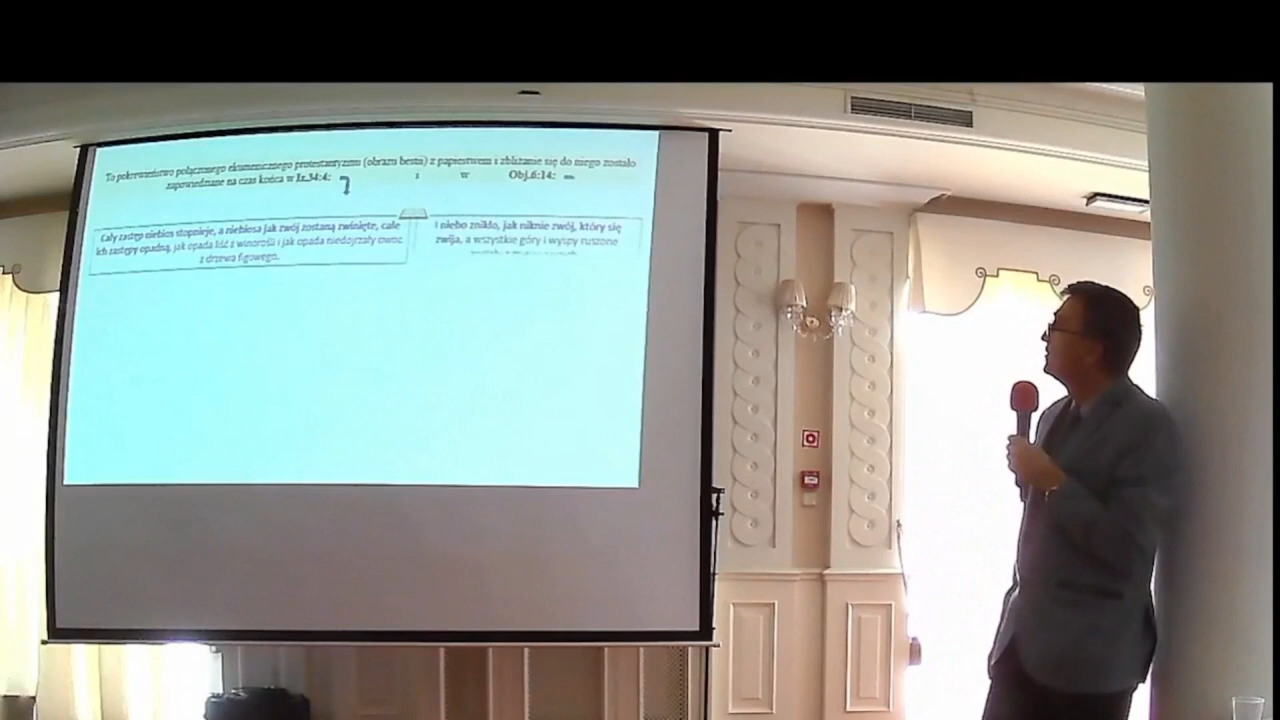 To pokrewieństwo połączonego ekumenicznego protestantyzmu (obrazu bestii) z papiestwem i zbliżanie się do niego zostało
zapowiedziane na czas końca w Iz.34:4: i w Obj.6:14:
Cały zastęp niebios stopnieje, a niebiosa jak zwój zostaną zwinięte, całe
ich zastępy opadną, jak opada liść z winorośli i jak opada niedojrzały owoc
z drzewa figowego.
I niebo znikło, jak niknie zwój, który się
zwija, a wszystkie góry i wyspy ruszone